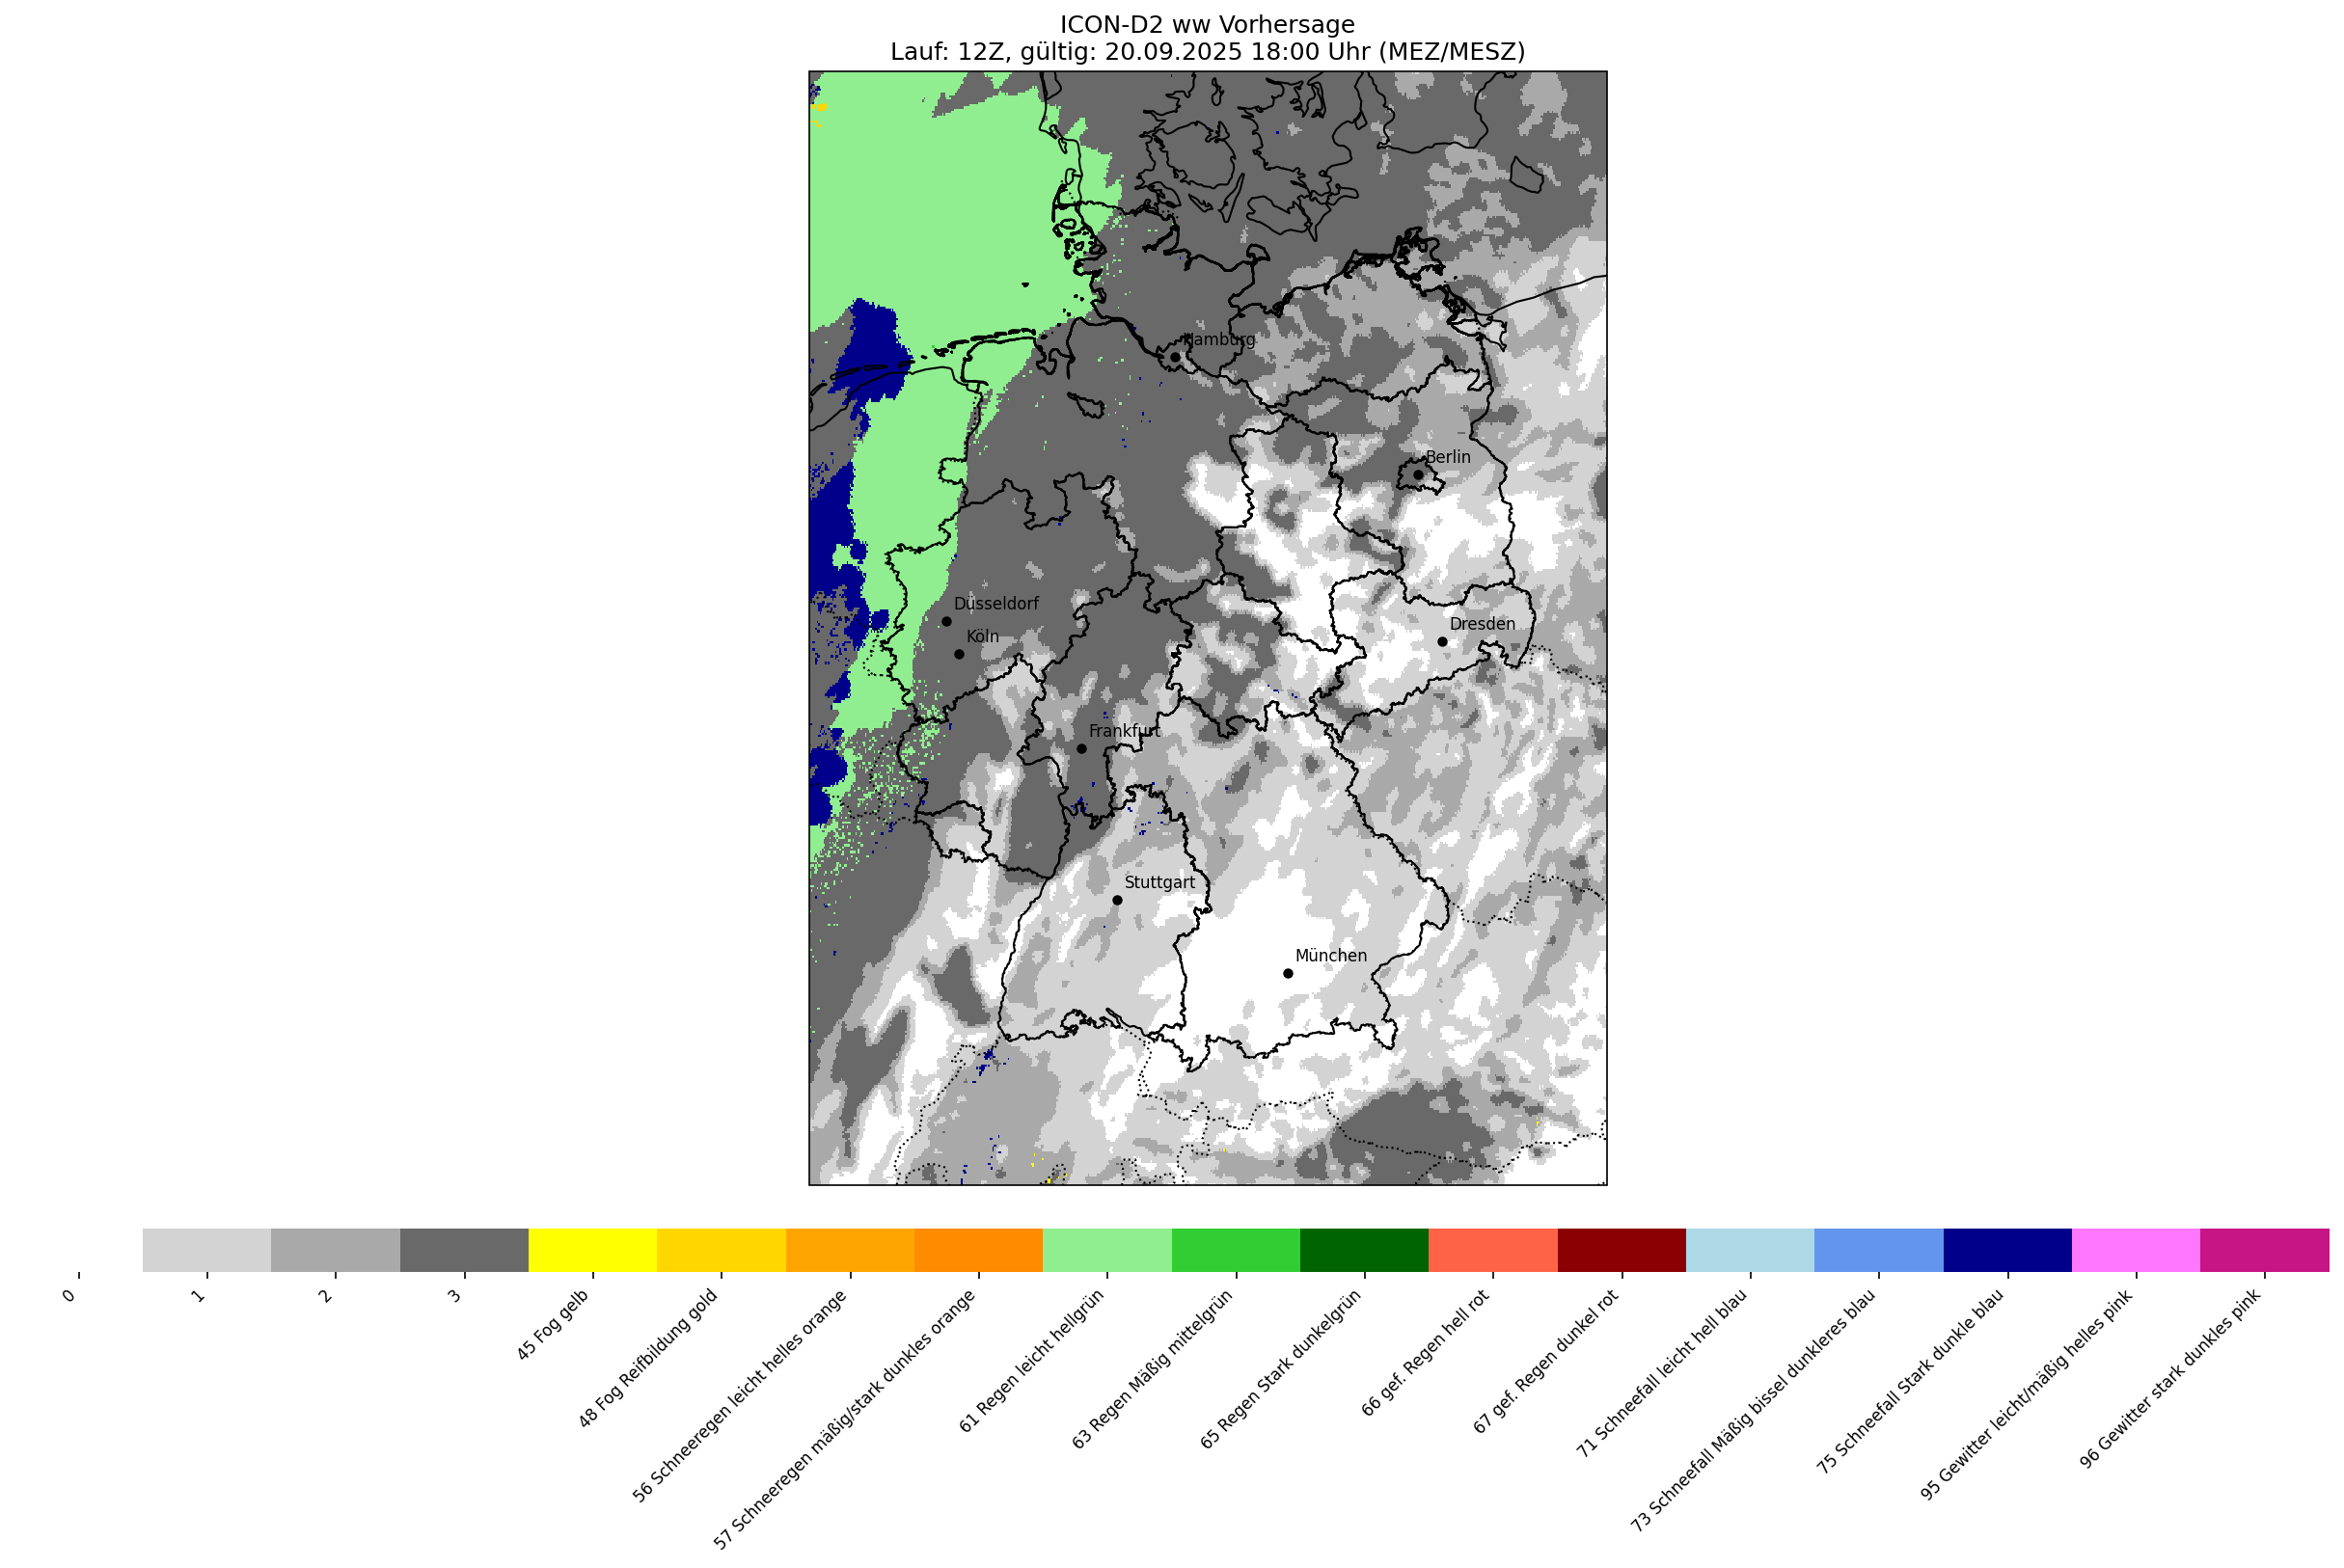 ICON-D2 ww Vorhersage
Lauf: 12Z, gültig: 20.09.2025 18:00 Uhr (MEZ/MESZ)
Hamburg
Berlin
Düsseldorf
Köln
Dresden
Frankfurt
Stuttgart
München
0
1
2
3
45 Fog gelb
48 Fog Reifbildung gold
56 Schneeregen leicht helles orange
57 Schneeregen mäßig/stark dunkles orange
61 Regen leicht hellgrün
63 Regen Mäßig mittelgrün
65 Regen Stark dunkelgrün
66 gef. Regen hell rot
67 gef. Regen dunkel rot
71 Schneefall leicht hell blau
73 Schneefall Mäßig bissel dunkleres blau
75 Schneefall Stark dunkle blau
95 Gewitter leicht/mäßig helles pink
96 Gewitter stark dunkles pink